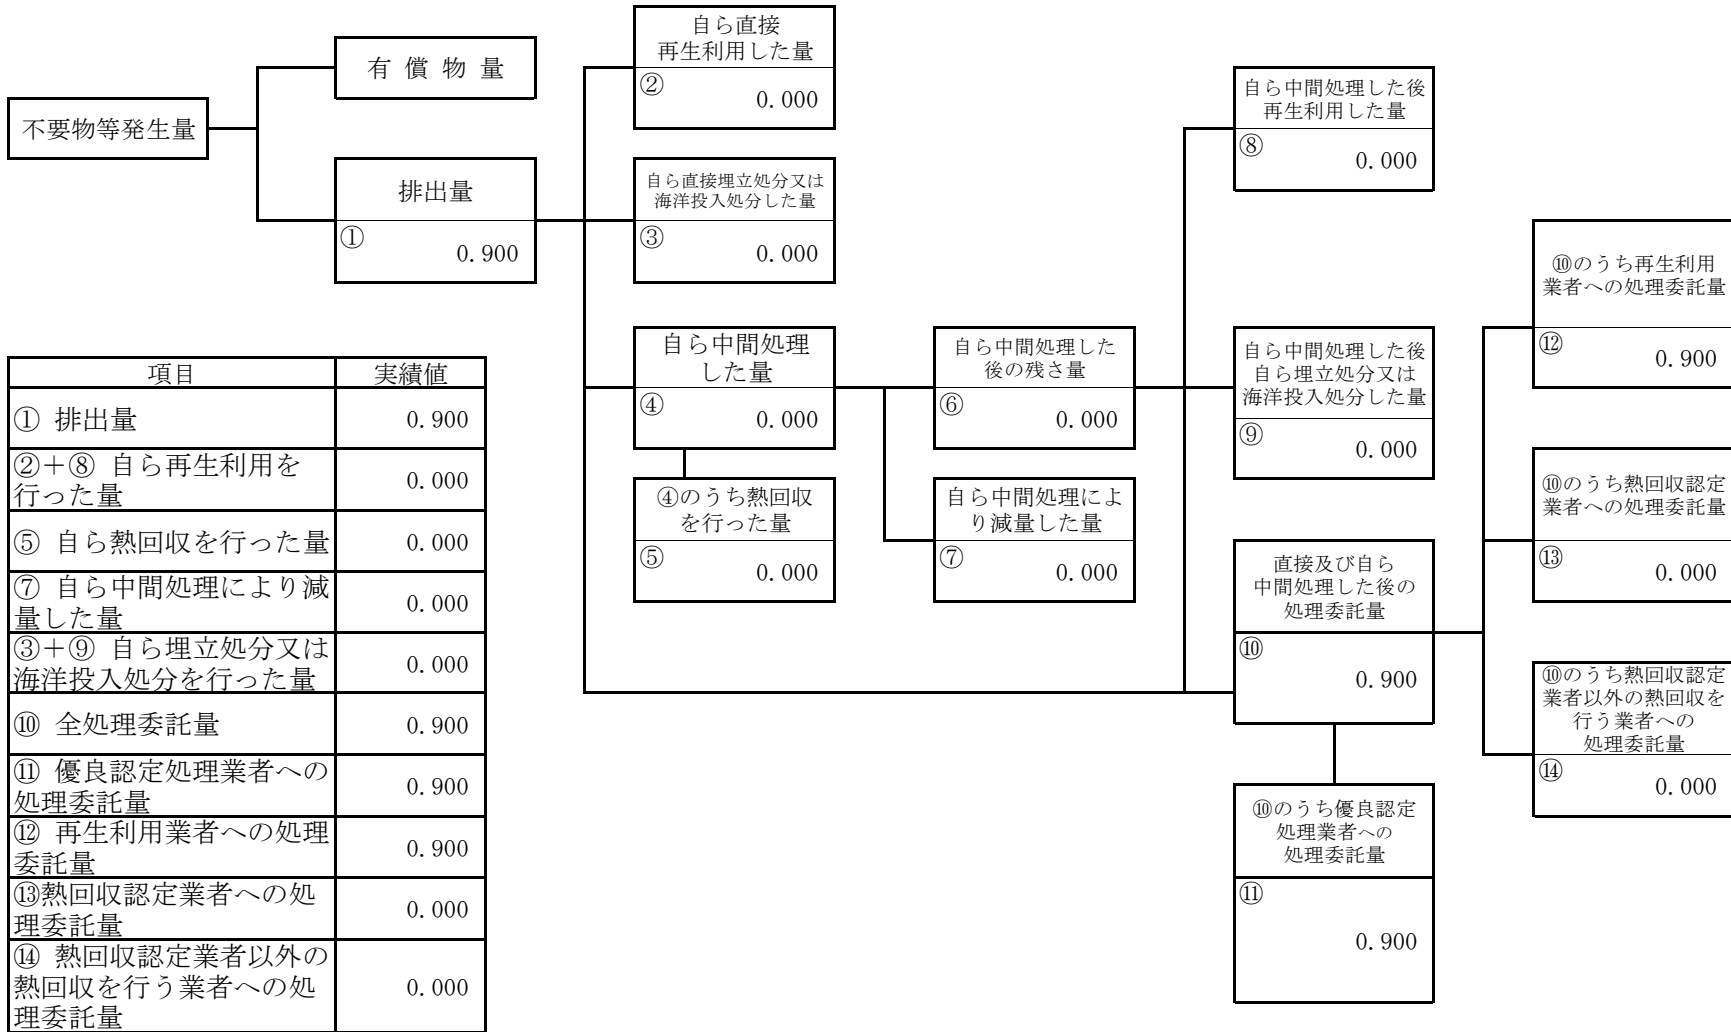 不要物等発生量
有 償 物 量
排出量
①
0.900
自ら直接
再生利用した量
②
0.000
自ら直接埋立処分又は
海洋投入処分した量
③
0.000
自ら中間処理
した量
④
0.000
④のうち熱回収
を行った量
⑤
0.000
自ら中間処理した
後の残さ量
⑥
0.000
自ら中間処理によ
り減量した量
⑦
0.000
自ら中間処理した後
再生利用した量
⑧
0.000
自ら中間処理した後
自ら埋立処分又は
海洋投入処分した量
⑨
0.000
直接及び自ら
中間処理した後の
処理委託量
⑩
0.900
⑩のうち優良認定
処理業者への
処理委託量
⑪
0.900
⑩のうち再生利用
業者への処理委託量
⑫
0.900
⑩のうち熱回収認定
業者への処理委託量
⑬
0.000
⑩のうち熱回収認定
業者以外の熱回収を
行う業者への
処理委託量
⑭
0.000
項目 実績値
① 排出量 0.900
②＋⑧ 自ら再生利用を
行った量 0.000
⑤ 自ら熱回収を行った量 0.000
⑦ 自ら中間処理により減
量した量 0.000
③＋⑨ 自ら埋立処分又は
海洋投入処分を行った量 0.000
⑩ 全処理委託量 0.900
⑪ 優良認定処理業者への
処理委託量 0.900
⑫ 再生利用業者への処理
委託量 0.900
⑬熱回収認定業者への処
理委託量 0.000
⑭ 熱回収認定業者以外の
熱回収を行う業者への処
理委託量 0.000